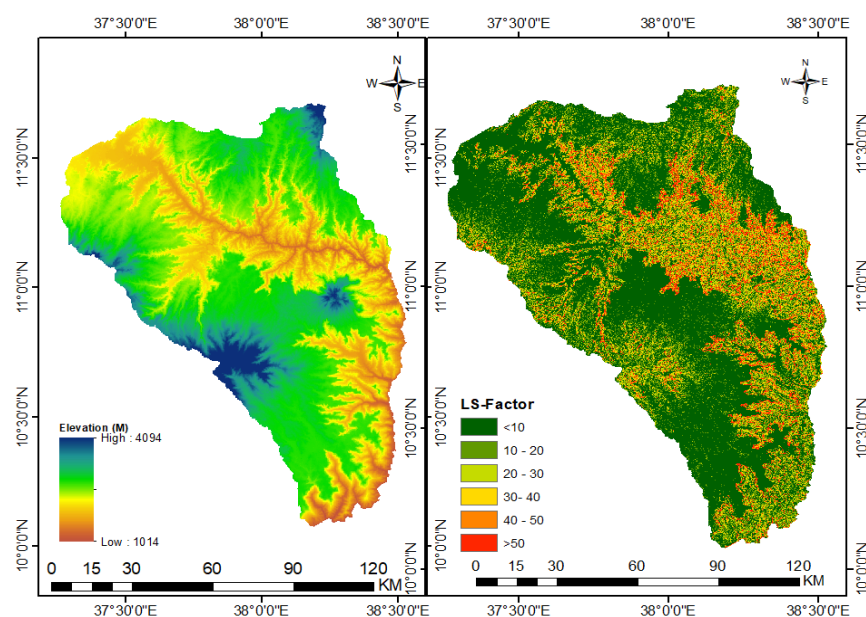 37°30'0"E 38°0'0"E 38°30'0"E 37°30'0"E 38°0'0"E 38°30'0"E
N
W E
S
N
W E
S
11°30'0"N
11°0'0"N
10°30'0"N
10°0'0"N
11°30'0"N
11°0'0"N
10°30'0"N
10°0'0"N
11°30'0"N
11°0'0"N
10°30'0"N
10°0'0"N
Elevation (M)
High : 4094
Low : 1014
LS-Factor
<10
10 - 20
20 - 30
30- 40
40 - 50
>50
0 15 30 60 90 120
KM
0 15 30 60 90 120
KM
37°30'0"E 38°0'0"E 38°30'0"E 37°30'0"E 38°0'0"E 38°30'0"E